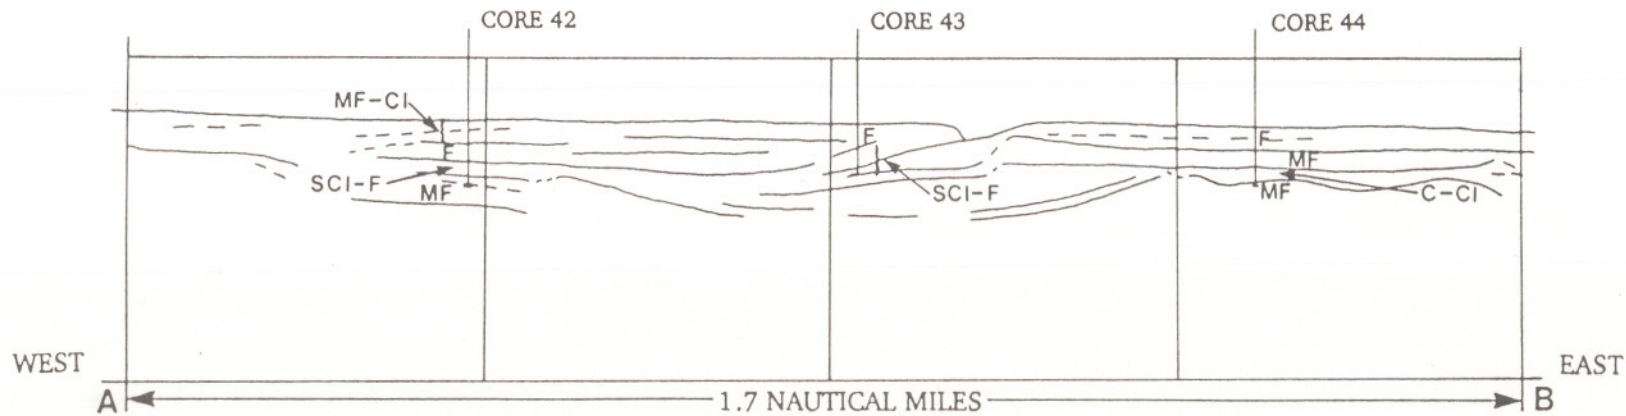 CORE 42
CORE 43
CORE 44
MF-CI
F
F
F
SCI-F
MF
SCI-F
MF
MF
C-CI
WEST
EAST
A
1.7 NAUTICAL MILES
B